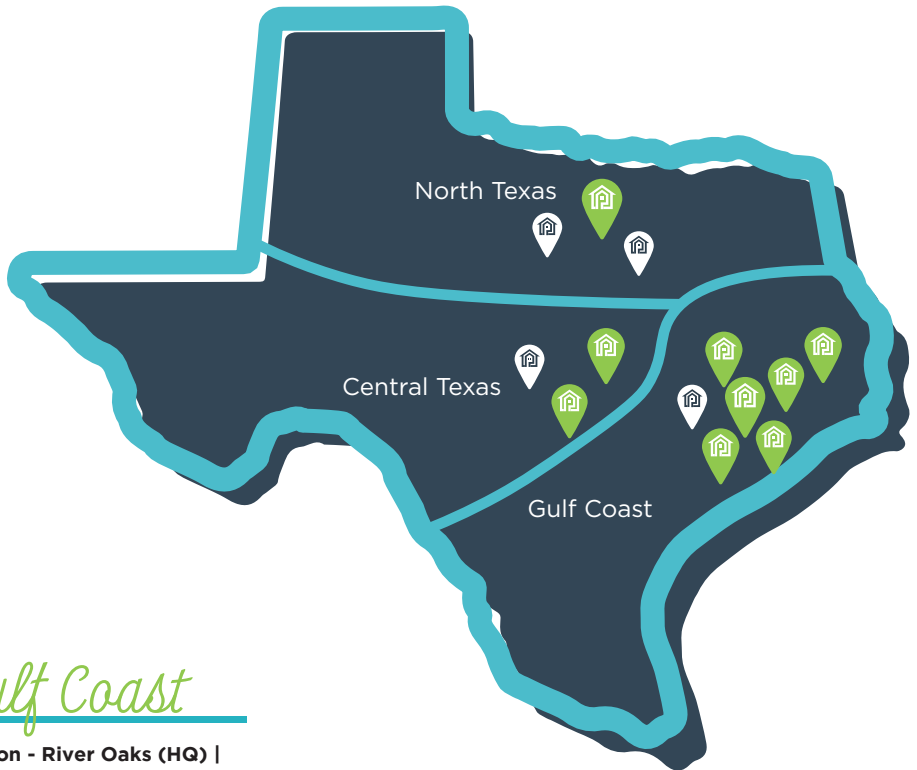 North Texas
Central Texas
Gulf Coast
ulf Coast
on - River Oaks (HQ) |